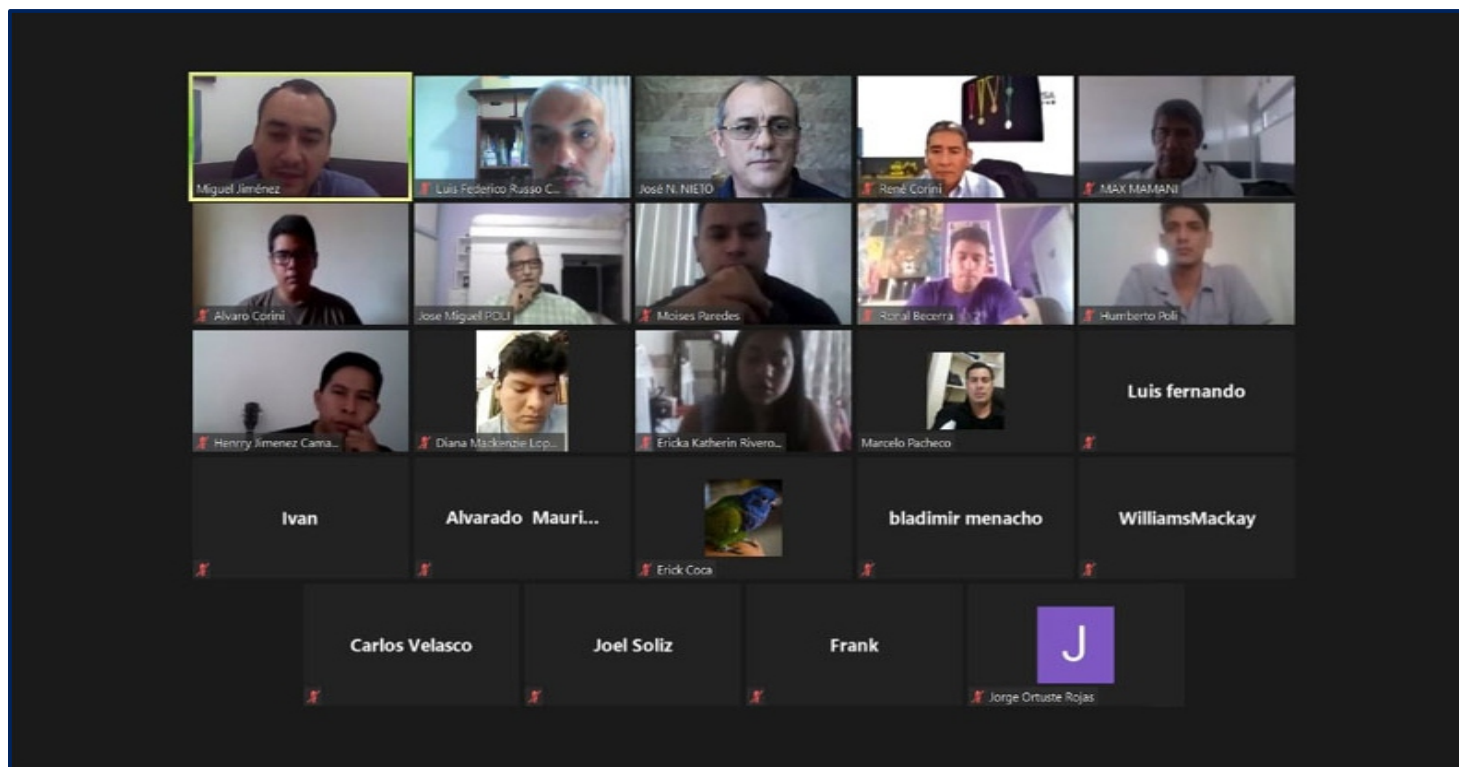 Miguel Jiménez
Luis Federico Russo C...
José N. NIETO
René Corini
MAX MAMANI
Alvaro Corini
Jose Miguel POLI
Moises Paredes
Ronal Becerra
Humberto Poli
Henrry Jimenez Cama...
Diana Mackenzie Lop...
Ericka Katherin Rivero...
Marcelo Pacheco
Luis fernando
Ivan
Alvarado Mauri...
Erick Coca
bladimir menacho
WilliamsMackay
Carlos Velasco
Joel Soliz
Frank
J
Jorge Ortuste Rojas